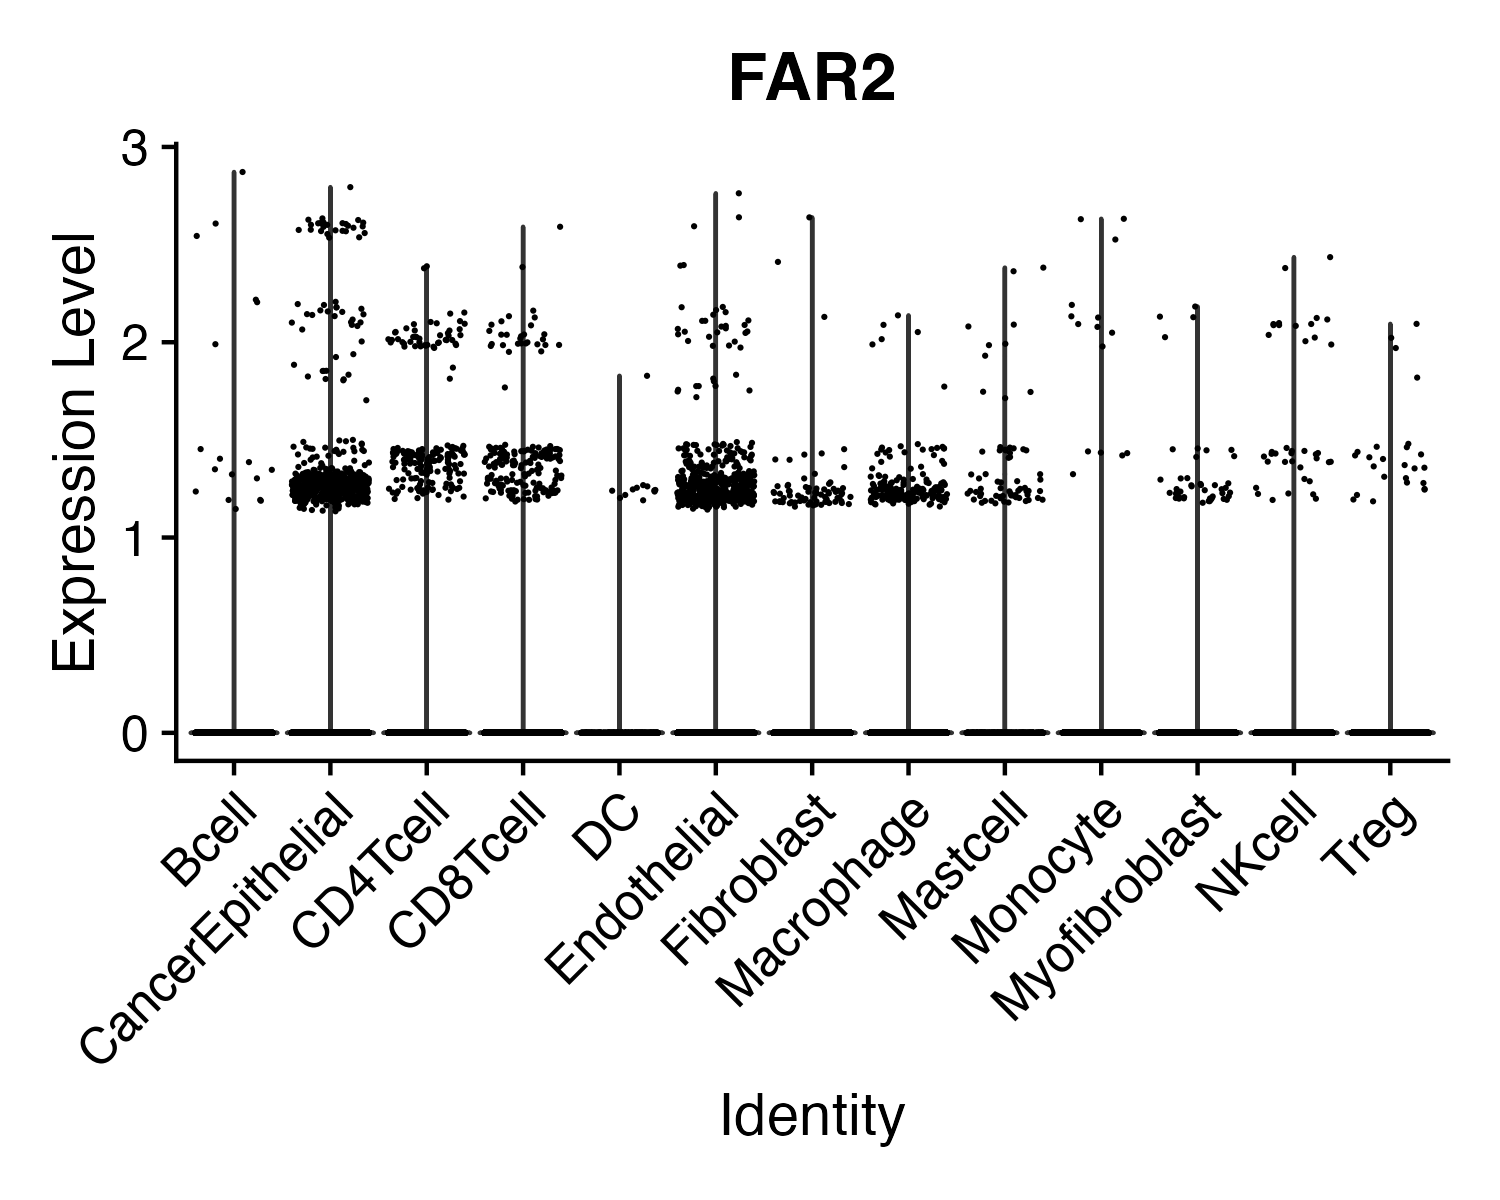 FAR2
Expression Level
3
2
1
0
Bcell
CancerEpithelial
CD4Tcell
CD8Tcell
DC
Endothelial
Fibroblast
Macrophage
Mastcell
Monocyte
Myofibroblast
NKcell
Treg
Identity